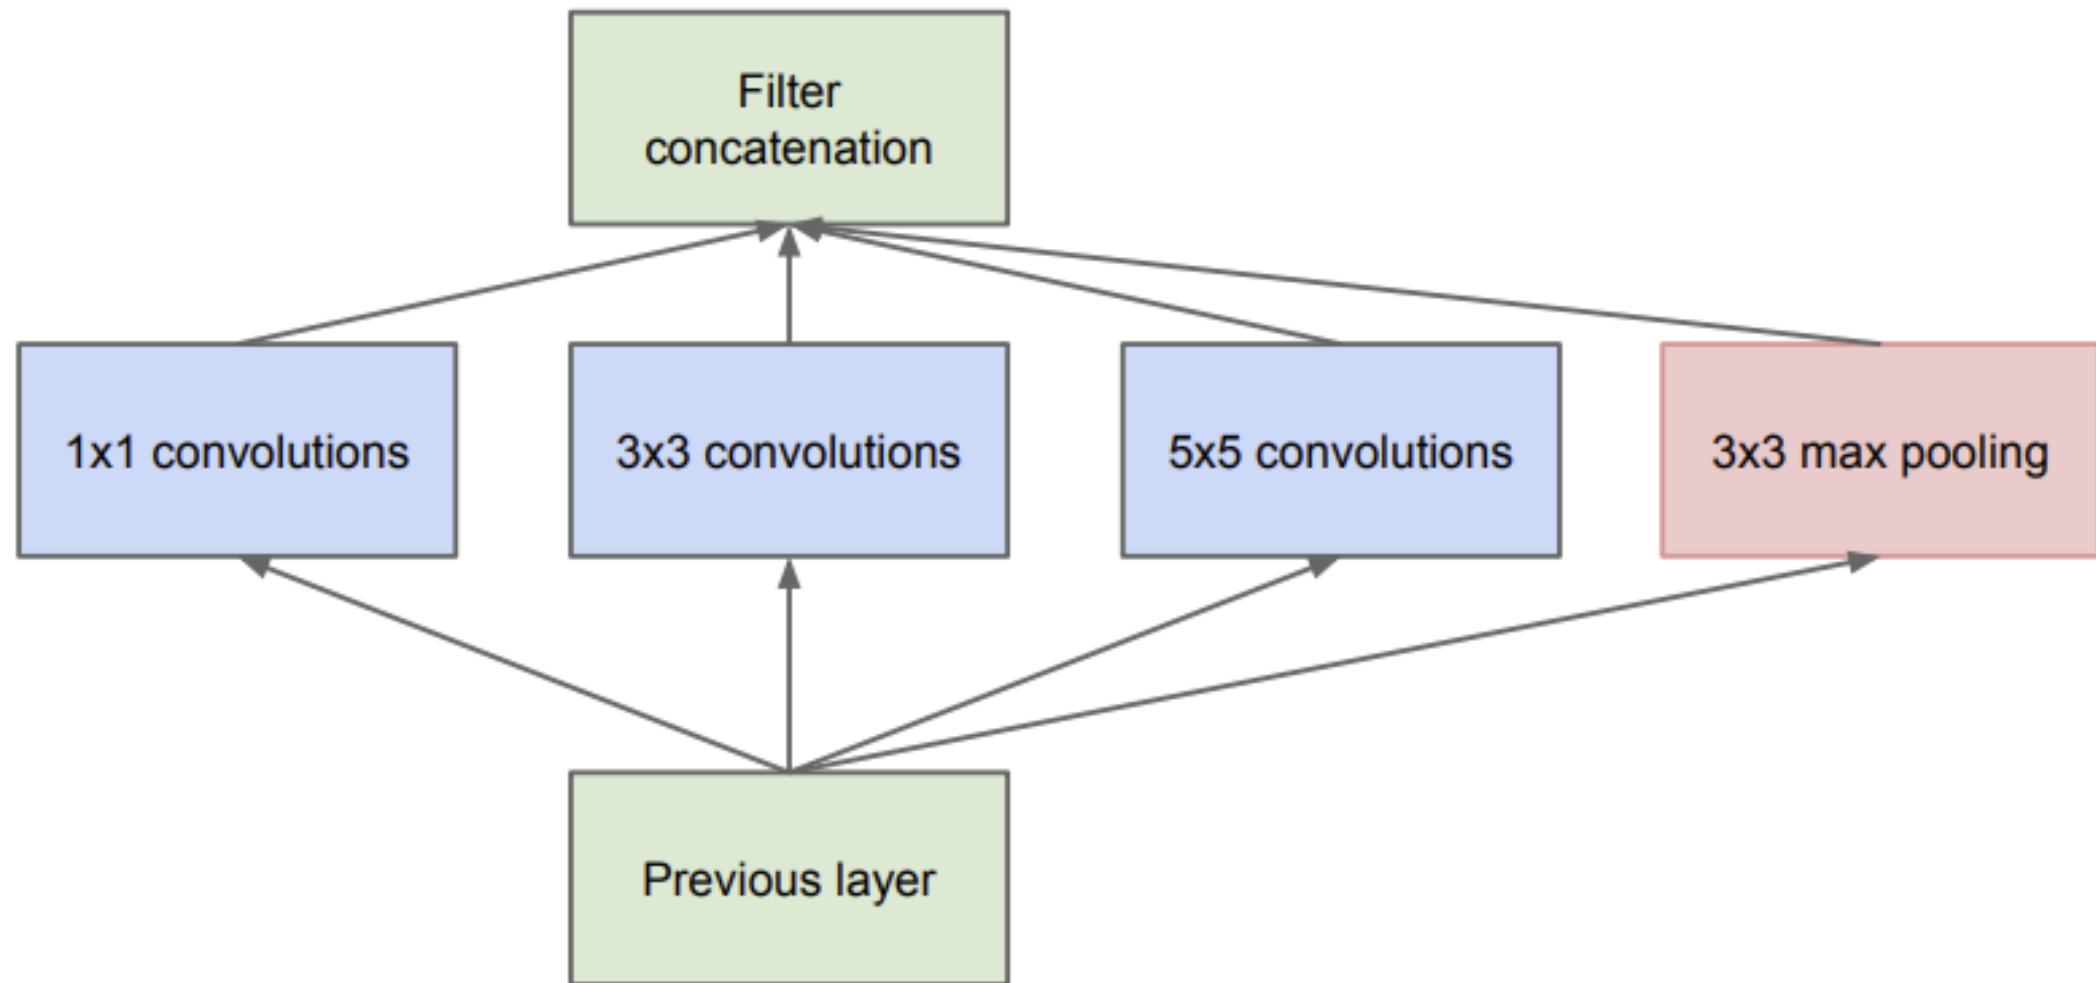 Filter
concatenation
1x1 convolutions
3x3 convolutions
5x5 convolutions
3x3 max pooling
Previous layer